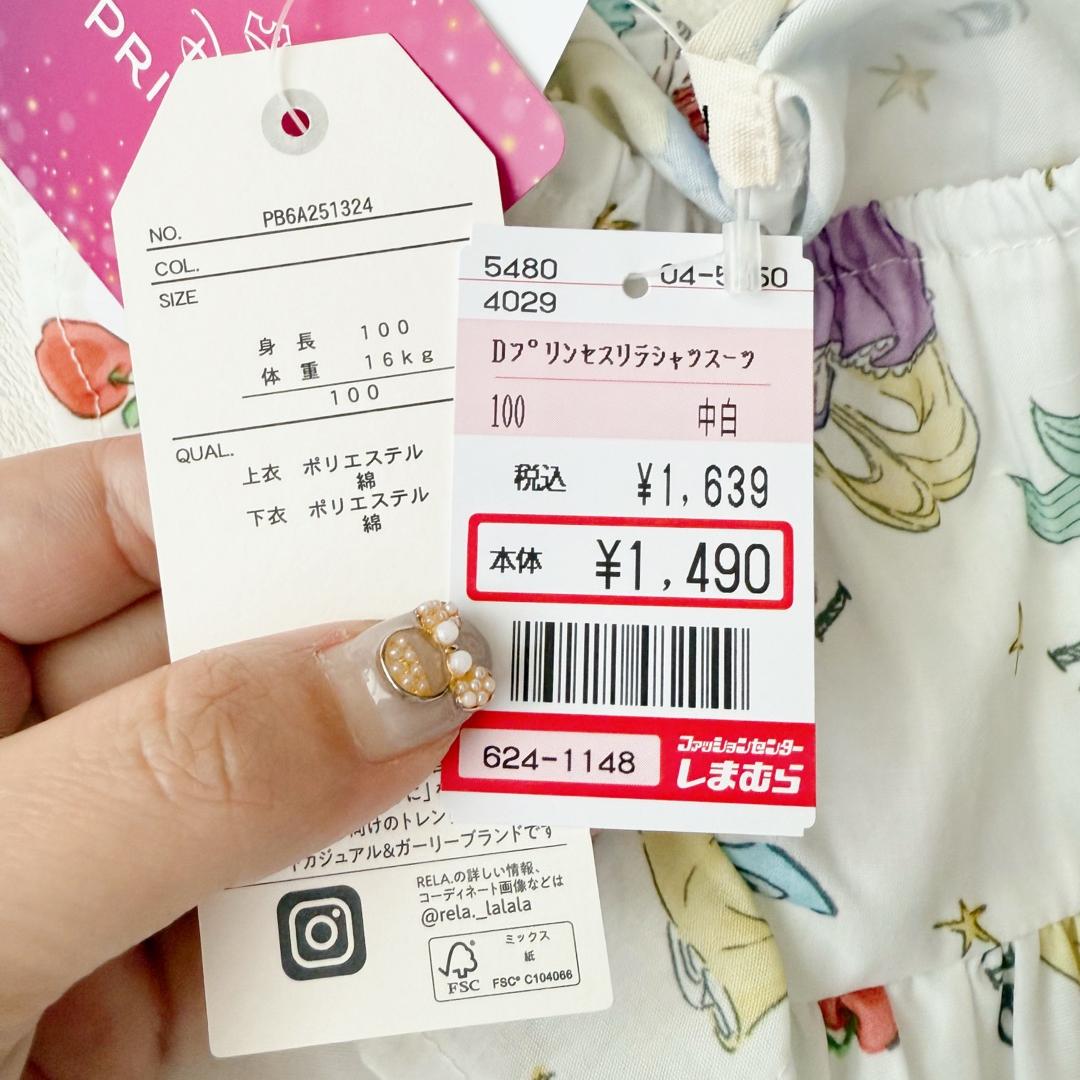 NO. PB6A251324
COL.
SIZE
身長 100
体重 16kg
100
QUAL.
上衣 ポリエステル
綿
下衣 ポリエステル
綿
向けのトレン
カジュアル&ガーリーブランドです
RELA.の詳しい情報、
コーディネート画像などは
@rela._lalala
FSC
ミックス
紙
FSC® C104066
5480
4029
Dプリンセスリラシャツスーツ
100 中白
税込 ¥1,639
本体 ¥1,490
624-1148
ファッションセンター
しまむら